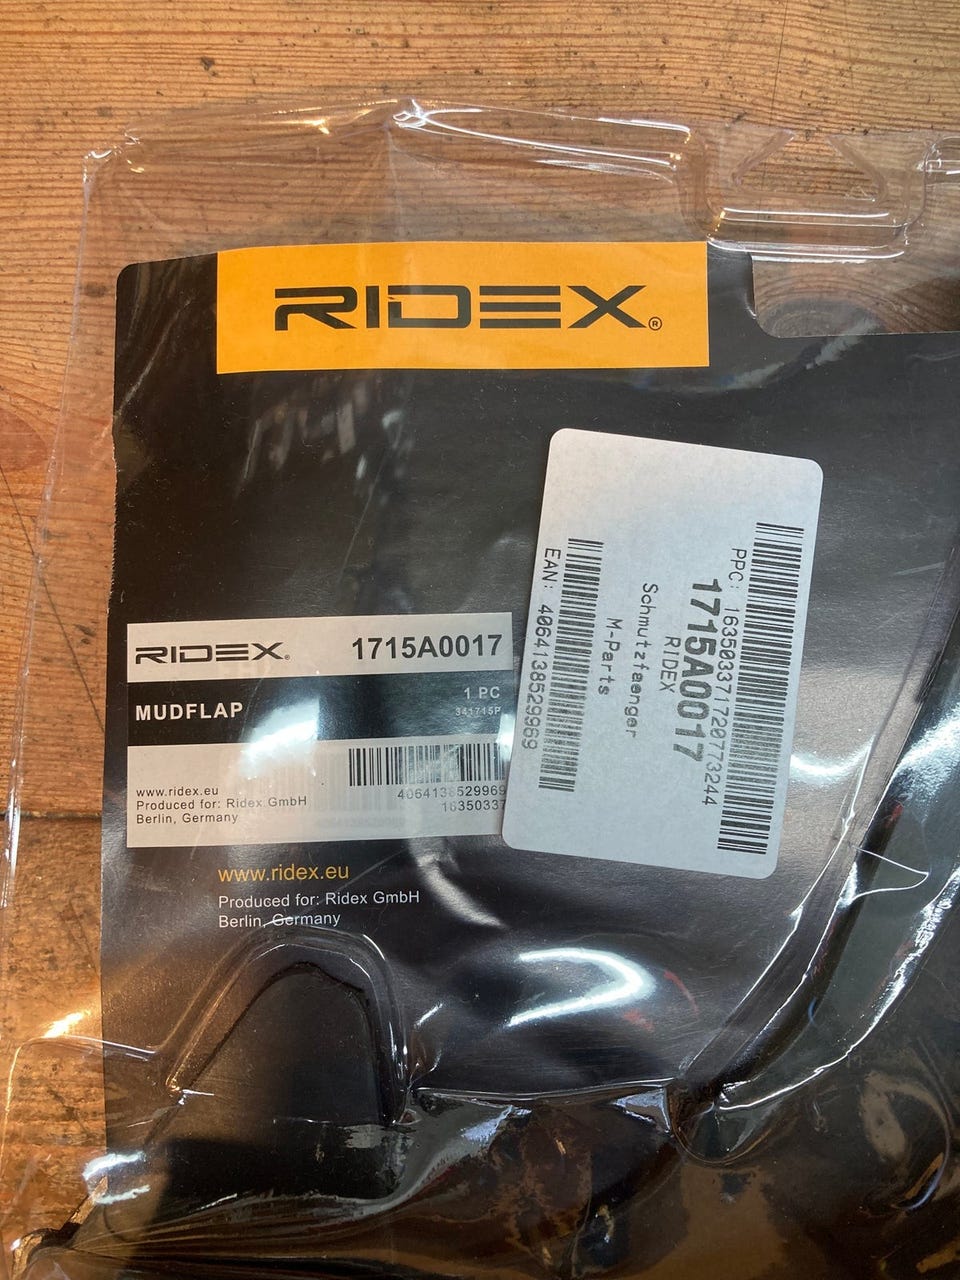 RIDEX®
RIDEX® 1715A0017
MUDFLAP
1 PC
341715P
www.ridex.eu
Produced for: Ridex GmbH
Berlin, Germany
4064138529969
16350337
www.ridex.eu
Produced for: Ridex GmbH
Berlin, Germany
PPC: 163503371720773244
1715A0017
RIDEX
Schmutzfaenger
M-Parts
EAN: 4064138529969